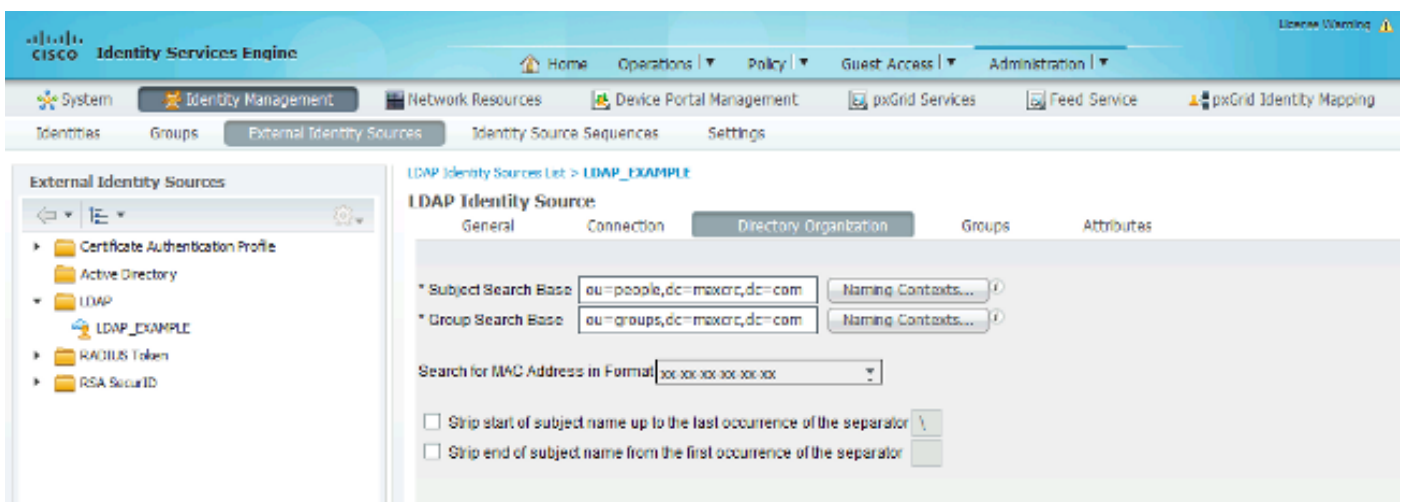 License Warning
CISCO Identity Services Engine
Home Operations Policy Guest Access Administration
System Identity Management Network Resources Device Portal Management pxGrid Services Feed Service pxGrid Identity Mapping
Identities Groups External Identity Sources Identity Source Sequences Settings
External Identity Sources
Certificate Authentication Profile
Active Directory
LDAP
LDAP_EXAMPLE
RADIUS Token
RSA SecurID
LDAP Identity Sources List > LDAP_EXAMPLE
LDAP Identity Source
General Connection Directory Organization Groups Attributes
* Subject Search Base ou=people,dc=maxcrc,dc=com Naming Contexts... i
* Group Search Base ou=groups,dc=maxcrc,dc=com Naming Contexts... i
Search for MAC Address in Format xx-xx-xx-xx-xx-xx
Strip start of subject name up to the last occurrence of the separator \
Strip end of subject name from the first occurrence of the separator